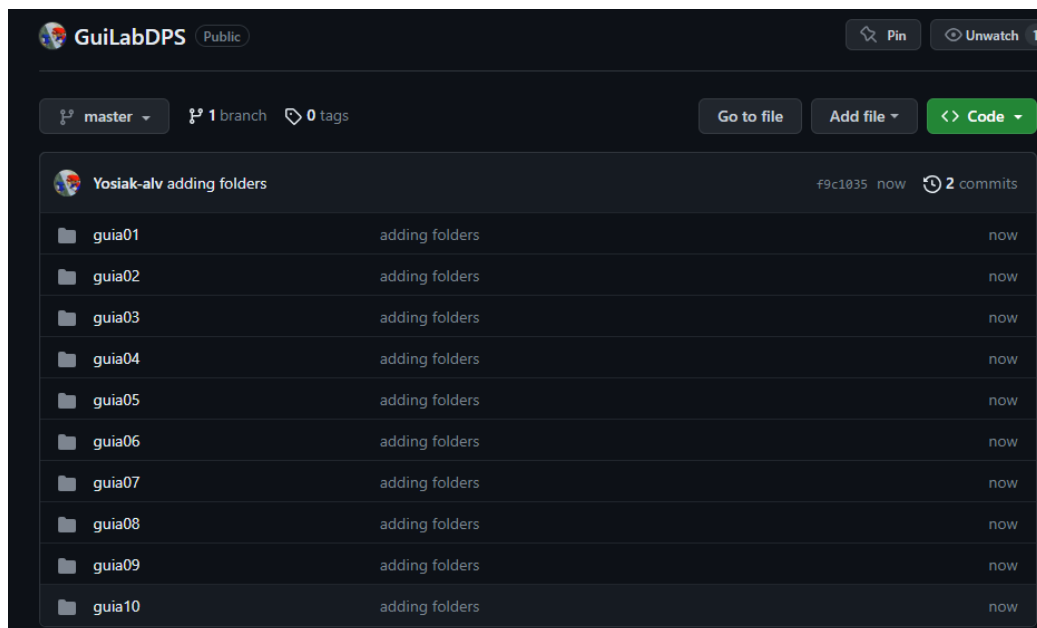 GuiLabDPS Public Pin Unwatch 1
master 1 branch 0 tags Go to file Add file <> Code
Yosiak-alv adding folders f9c1035 now 2 commits
guia01 adding folders now
guia02 adding folders now
guia03 adding folders now
guia04 adding folders now
guia05 adding folders now
guia06 adding folders now
guia07 adding folders now
guia08 adding folders now
guia09 adding folders now
guia10 adding folders now